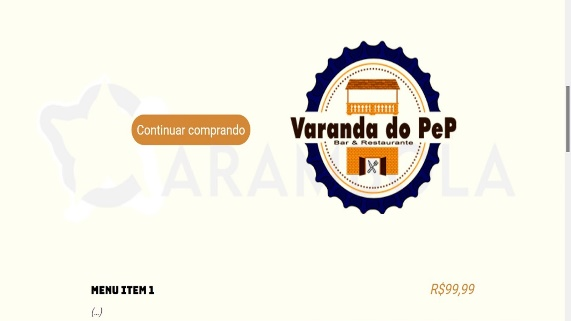 Continuar comprando
Varanda do PeP
Bar & Restaurante
MENU ITEM 1
R$99,99
(...)